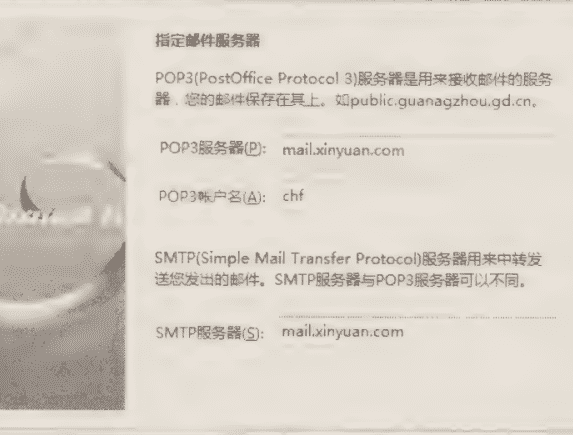 指定邮件服务器
POP3(PostOffice Protocol 3)服务器是用来接收邮件的服务
器，您的邮件保存在其上。如public.guanagzhou.gd.cn。
POP3服务器(P): mail.xinyuan.com
POP3帐户名(A): chf
SMTP(Simple Mail Transfer Protocol)服务器用来中转发
送您发出的邮件。SMTP服务器与POP3服务器可以不同。
SMTP服务器(S): mail.xinyuan.com